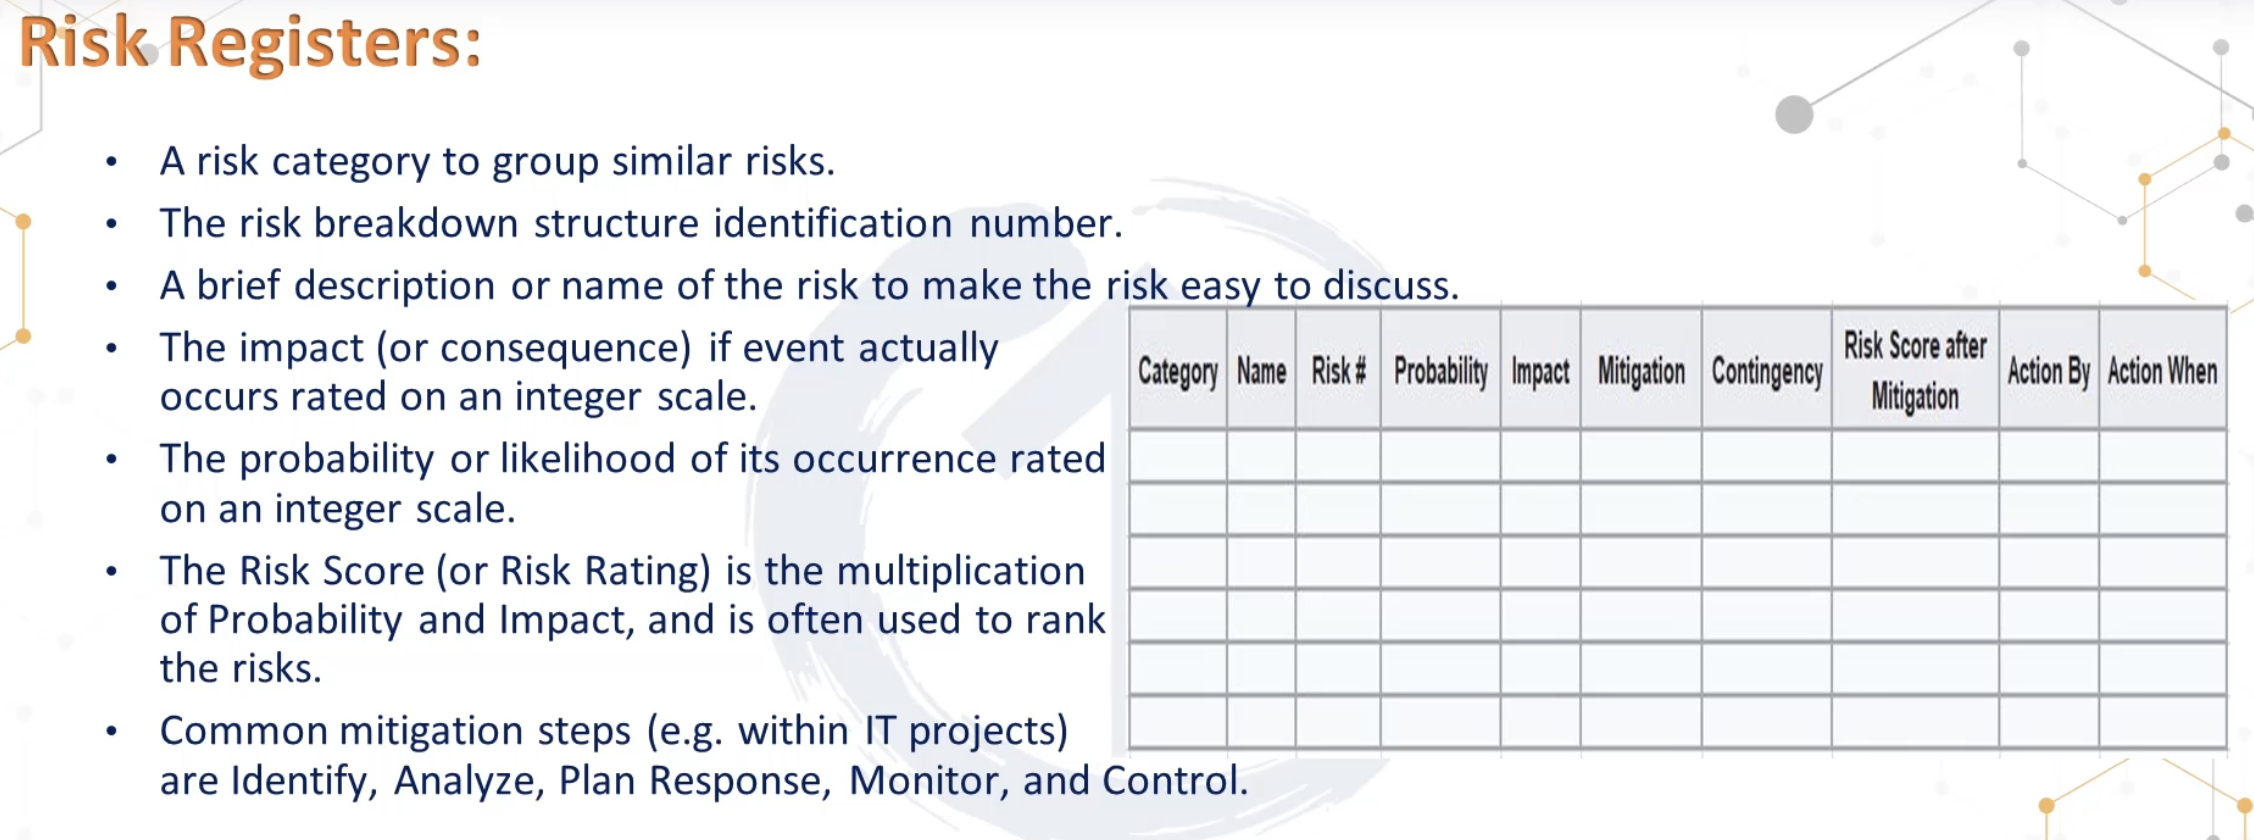 Risk Registers:
• A risk category to group similar risks.
• The risk breakdown structure identification number.
• A brief description or name of the risk to make the risk easy to discuss.
• The impact (or consequence) if event actually
occurs rated on an integer scale.
• The probability or likelihood of its occurrence rated
on an integer scale.
• The Risk Score (or Risk Rating) is the multiplication
of Probability and Impact, and is often used to rank
the risks.
• Common mitigation steps (e.g. within IT projects)
are Identify, Analyze, Plan Response, Monitor, and Control.
Category Name Risk # Probability Impact Mitigation Contingency Risk Score after Mitigation Action By Action When